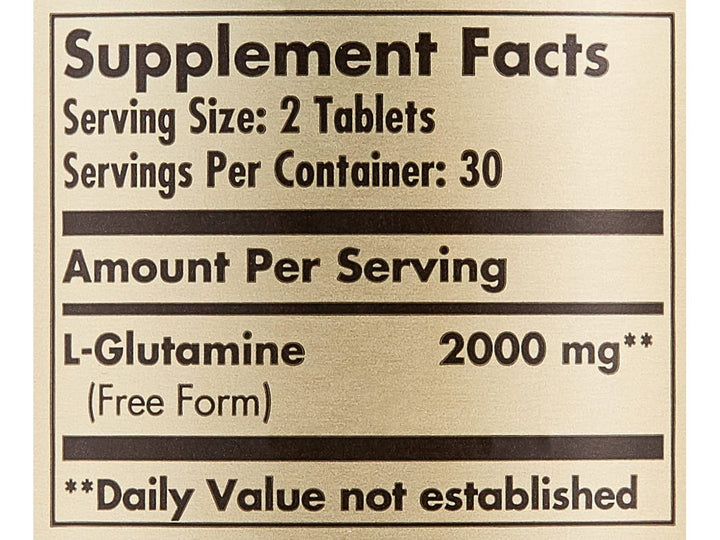 Supplement Facts
Serving Size: 2 Tablets
Servings Per Container: 30
Amount Per Serving
L-Glutamine 2000 mg**
(Free Form)
**Daily Value not established